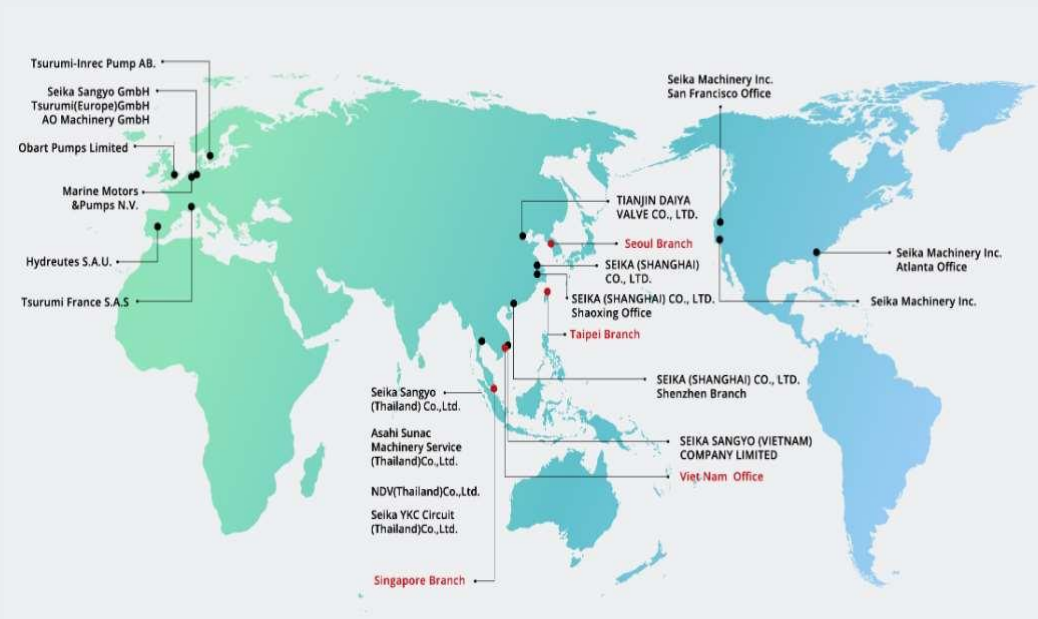 Tsurumi-Inrec Pump AB.
Seika Sangyo GmbH
Tsurumi(Europe)GmbH
AO Machinery GmbH
Obart Pumps Limited
Marine Motors
&Pumps N.V.
Hydreutes S.A.U.
Tsurumi France S.A.S
Seika Machinery Inc.
San Francisco Office
TIANJIN DAIYA
VALVE CO., LTD.
Seoul Branch
SEIKA (SHANGHAI)
CO., LTD.
SEIKA (SHANGHAI) CO., LTD.
Shaoxing Office
Taipei Branch
Seika Machinery Inc.
Atlanta Office
Seika Machinery Inc.
SEIKA (SHANGHAI) CO., LTD.
Shenzhen Branch
Seika Sangyo
(Thailand) Co.,Ltd.
Asahi Sunac
Machinery Service
(Thailand)Co.,Ltd.
NDV(Thailand)Co.,Ltd.
Seika YKC Circuit
(Thailand)Co.,Ltd.
SEIKA SANGYO (VIETNAM)
COMPANY LIMITED
Viet Nam Office
Singapore Branch